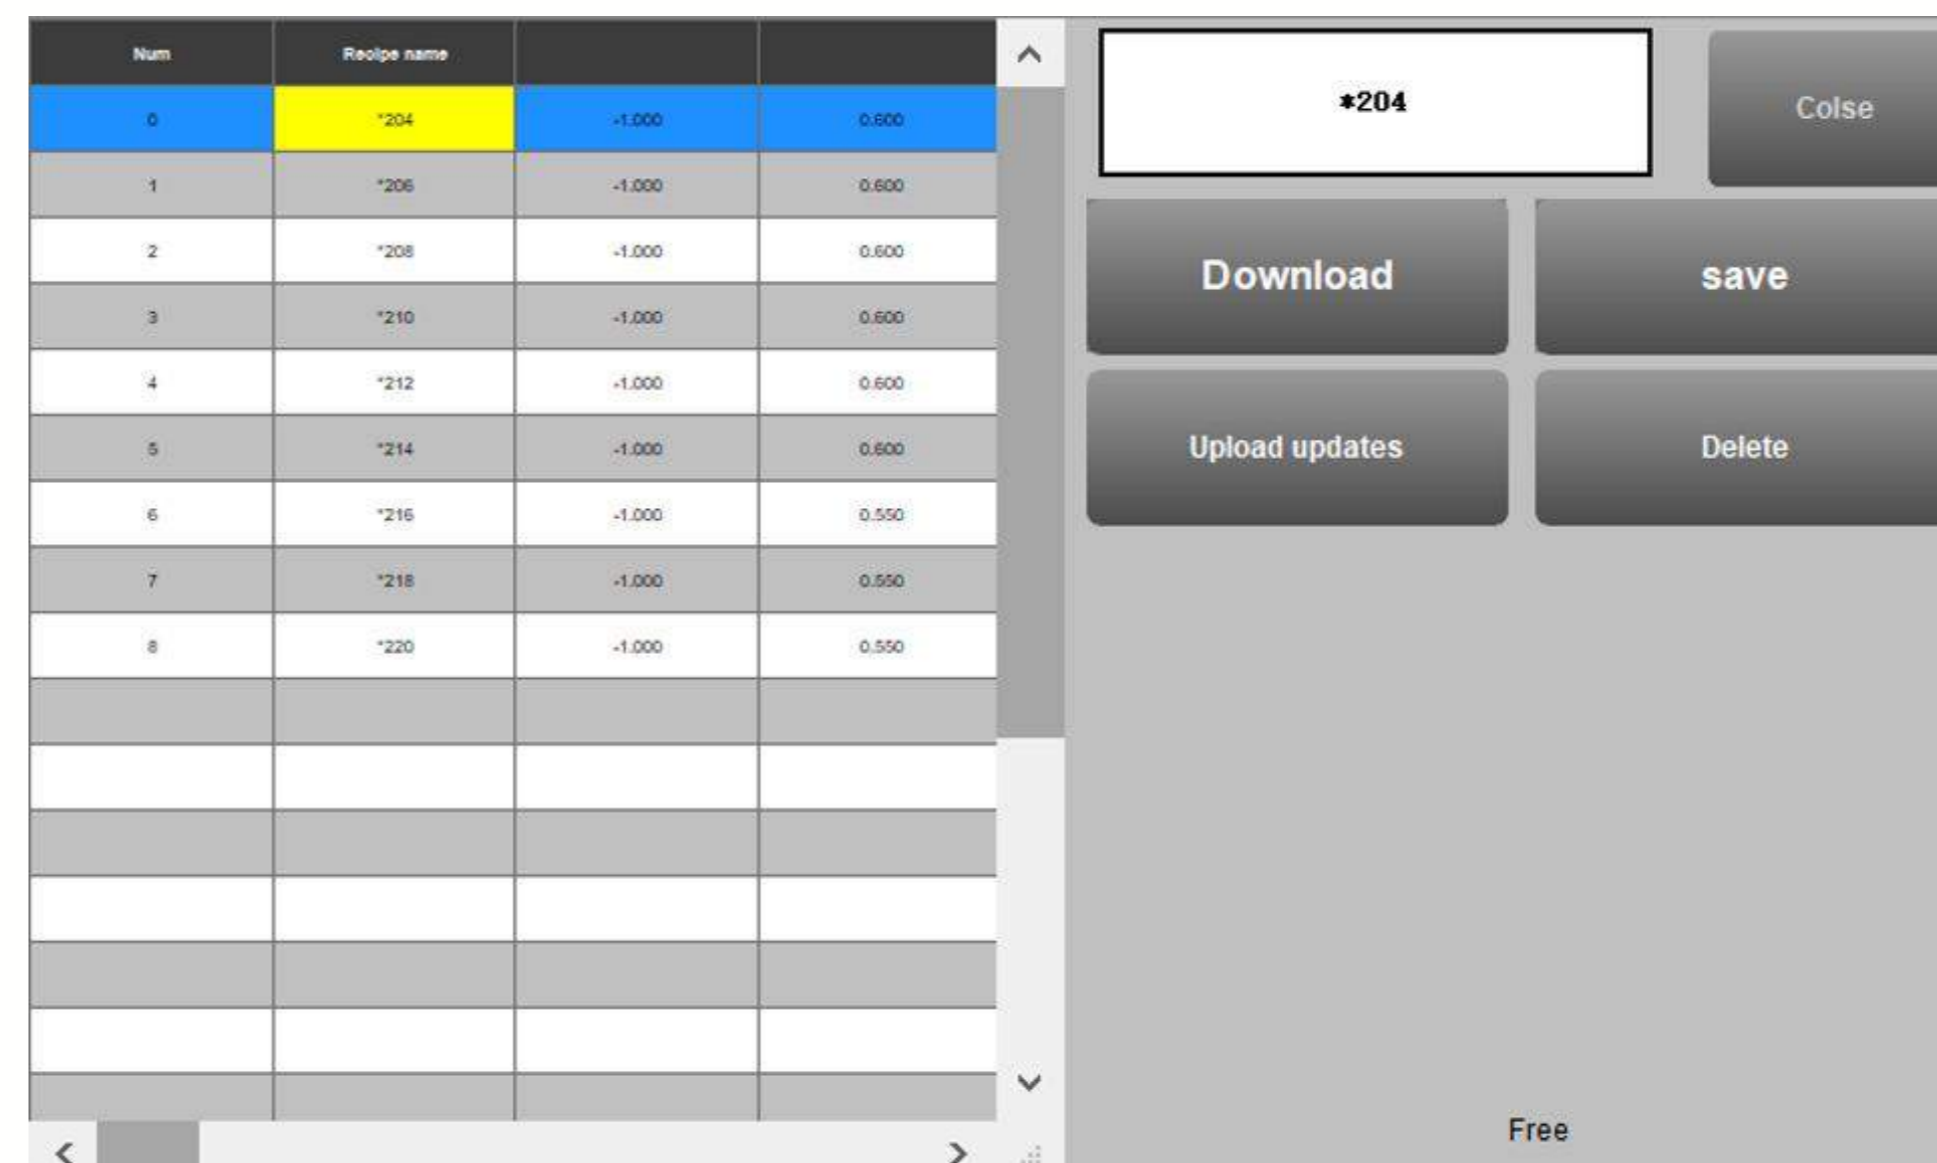 Num Recipe name
0 *204 -1.000 0.600
1 *206 -1.000 0.600
2 *208 -1.000 0.600
3 *210 -1.000 0.600
4 *212 -1.000 0.600
5 *214 -1.000 0.600
6 *216 -1.000 0.550
7 *218 -1.000 0.550
8 *220 -1.000 0.550
*204
Colse
Download
save
Upload updates
Delete
Free